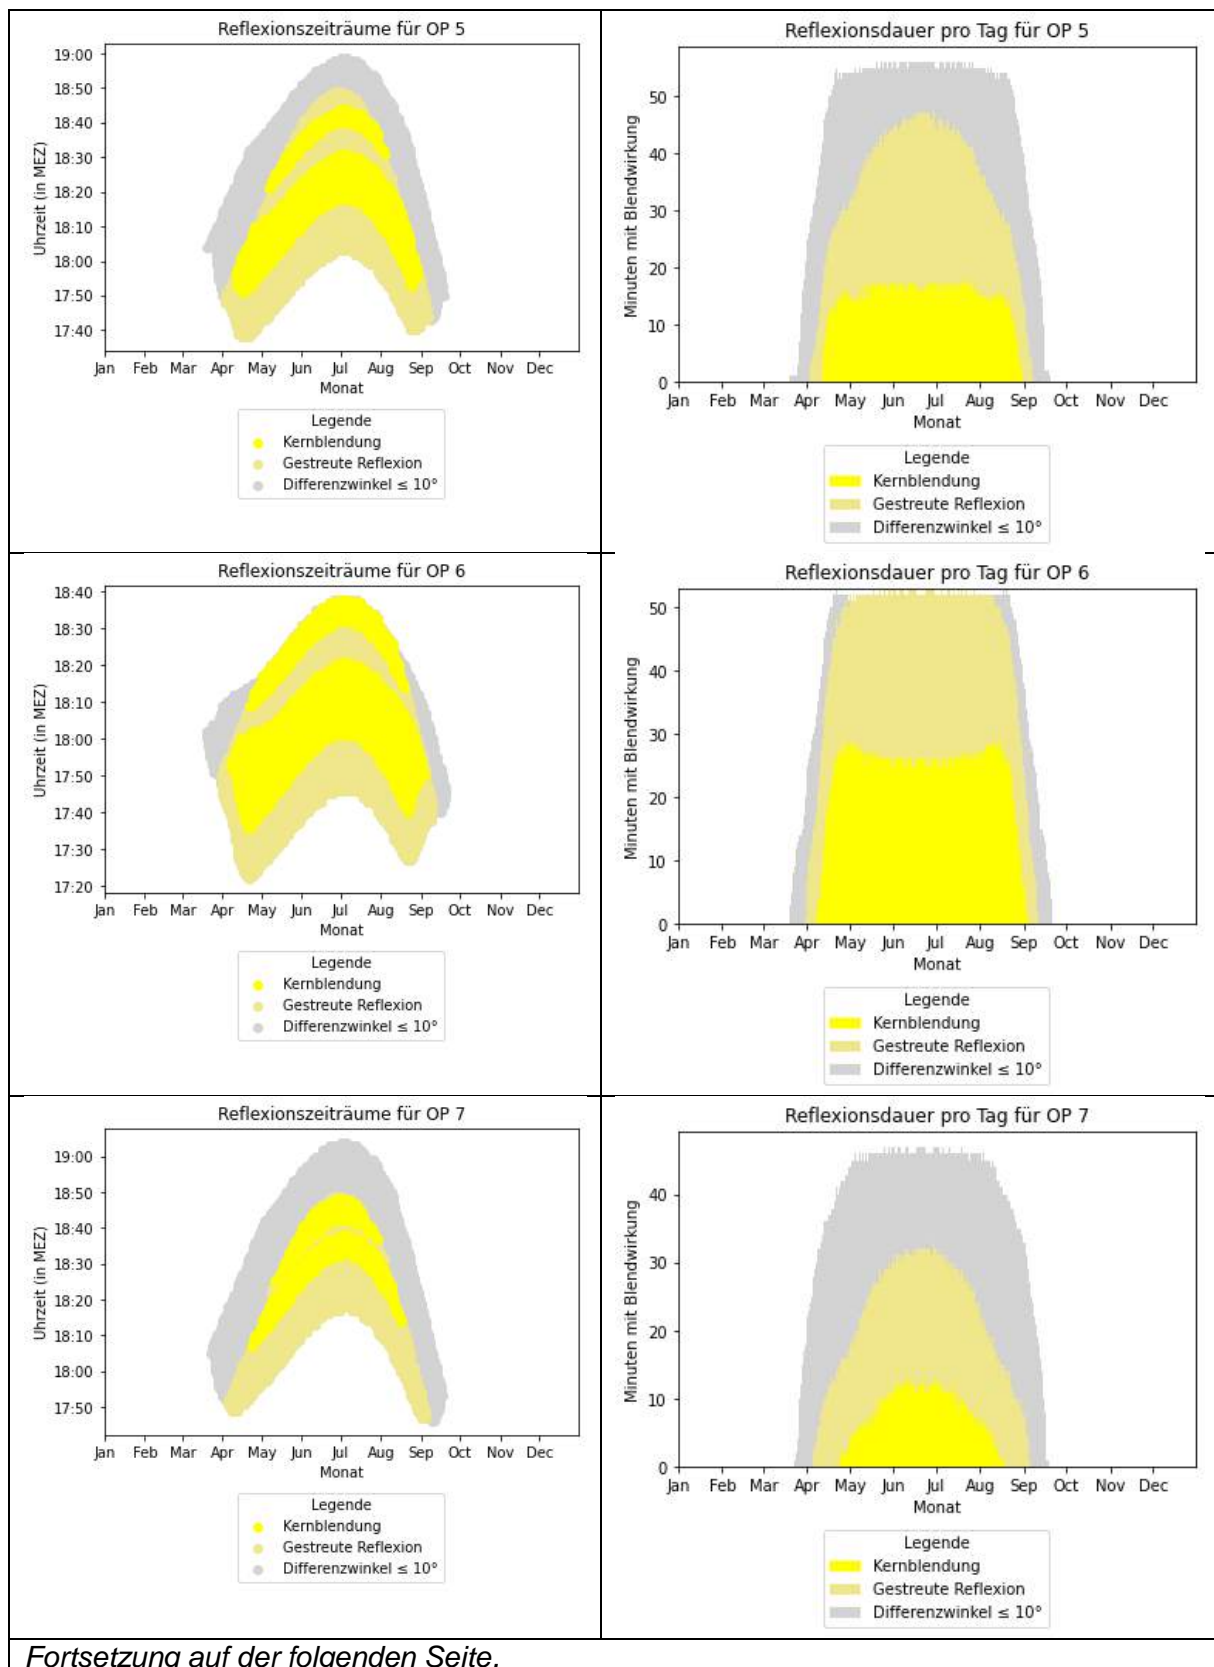 Reflexionszeiträume für OP 5
Uhrzeit (in MEZ)
19:00
18:50
18:40
18:30
18:20
18:10
18:00
17:50
17:40
Jan Feb Mar Apr May Jun Jul Aug Sep Oct Nov Dec
Monat
Legende
Kernblendung
Gestreute Reflexion
Differenzwinkel ≤ 10°
Reflexionsdauer pro Tag für OP 5
Minuten mit Blendwirkung
50
40
30
20
10
0
Jan Feb Mar Apr May Jun Jul Aug Sep Oct Nov Dec
Monat
Legende
Kernblendung
Gestreute Reflexion
Differenzwinkel ≤ 10°
Reflexionszeiträume für OP 6
Uhrzeit (in MEZ)
18:40
18:30
18:20
18:10
18:00
17:50
17:40
17:30
17:20
Jan Feb Mar Apr May Jun Jul Aug Sep Oct Nov Dec
Monat
Legende
Kernblendung
Gestreute Reflexion
Differenzwinkel ≤ 10°
Reflexionsdauer pro Tag für OP 6
Minuten mit Blendwirkung
50
40
30
20
10
0
Jan Feb Mar Apr May Jun Jul Aug Sep Oct Nov Dec
Monat
Legende
Kernblendung
Gestreute Reflexion
Differenzwinkel ≤ 10°
Reflexionszeiträume für OP 7
Uhrzeit (in MEZ)
19:00
18:50
18:40
18:30
18:20
18:10
18:00
17:50
Jan Feb Mar Apr May Jun Jul Aug Sep Oct Nov Dec
Monat
Legende
Kernblendung
Gestreute Reflexion
Differenzwinkel ≤ 10°
Reflexionsdauer pro Tag für OP 7
Minuten mit Blendwirkung
40
30
20
10
0
Jan Feb Mar Apr May Jun Jul Aug Sep Oct Nov Dec
Monat
Legende
Kernblendung
Gestreute Reflexion
Differenzwinkel ≤ 10°
Fortsetzung auf der folgenden Seite.